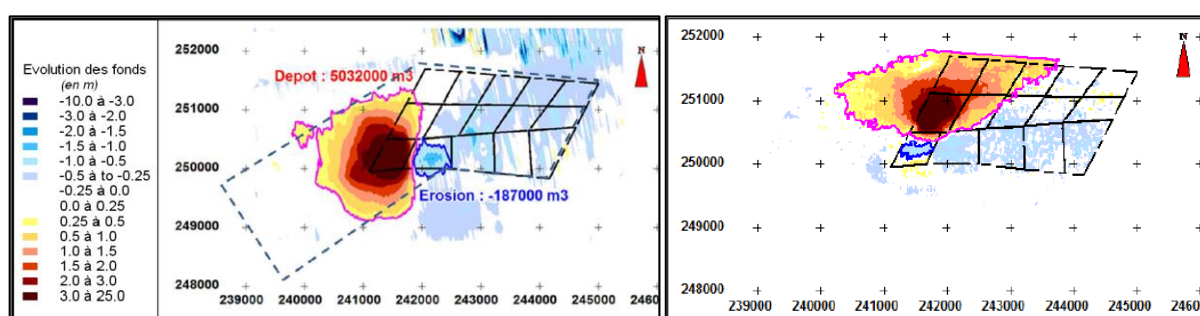 Evolution des fonds
(en m)
-10.0 à -3.0
-3.0 à -2.0
-2.0 à -1.5
-1.5 à -1.0
-1.0 à -0.5
-0.5 à to -0.25
-0.25 à 0.0
0.0 à 0.25
0.25 à 0.5
0.5 à 1.0
1.0 à 1.5
1.5 à 2.0
2.0 à 3.0
3.0 à 25.0
252000
251000
250000
249000
248000
Depot : 5032000 m3
Erosion : -187000 m3
N
239000 240000 241000 242000 243000 244000 245000 2460
252000
251000
250000
249000
248000
N
239000 240000 241000 242000 243000 244000 245000 2460